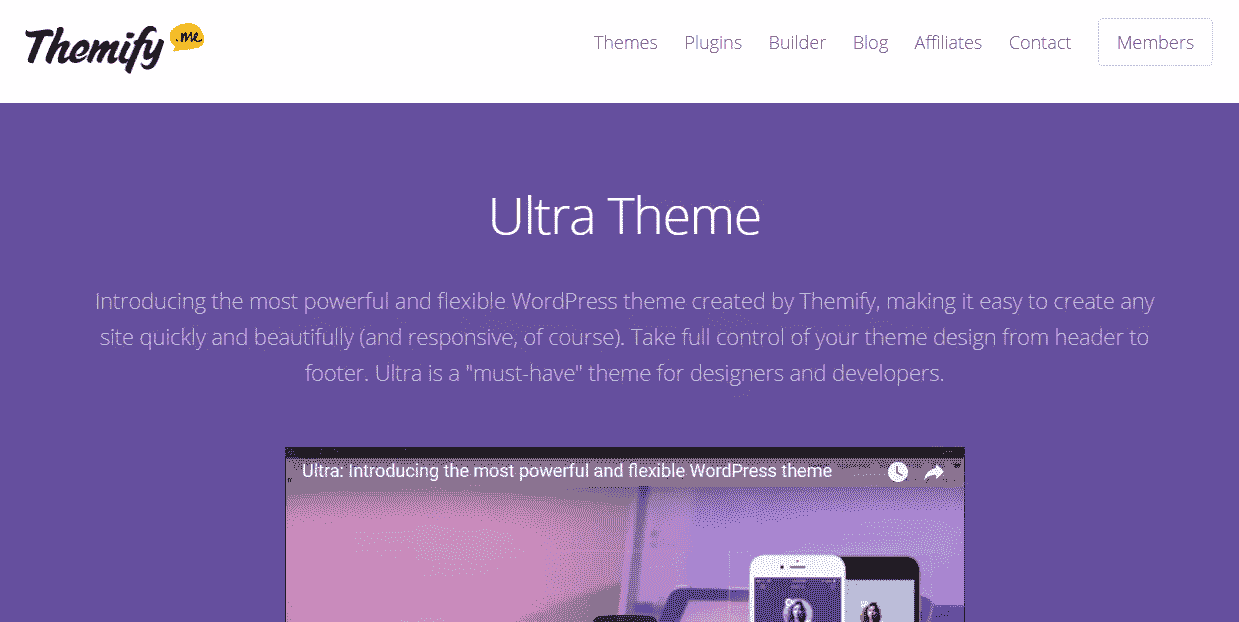 Themify .me
Themes Plugins Builder Blog Affiliates Contact Members
Ultra Theme
Introducing the most powerful and flexible WordPress theme created by Themify, making it easy to create any
site quickly and beautifully (and responsive, of course). Take full control of your theme design from header to
footer. Ultra is a "must-have" theme for designers and developers.
Ultra: Introducing the most powerful and flexible WordPress theme